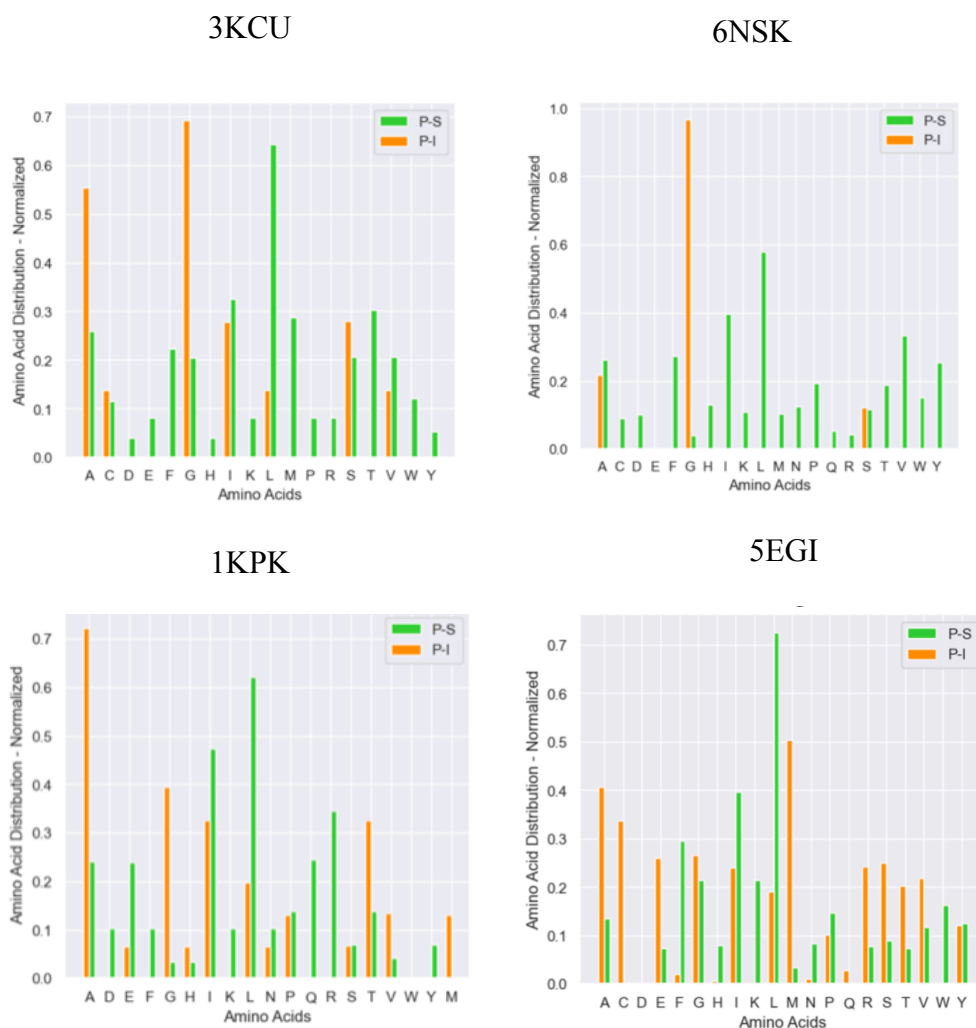 3KCU
6NSK
P-S
P-I
Amino Acid Distribution - Normalized
0.7
0.6
0.5
0.4
0.3
0.2
0.1
0.0
A C D E F G H I K L M P R S T V W Y
Amino Acids
P-S
P-I
Amino Acid Distribution - Normalized
1.0
0.8
0.6
0.4
0.2
0.0
A C D E F G H I K L M N P Q R S T V W Y
Amino Acids
1KPK
5EGI
P-S
P-I
Amino Acid Distribution - Normalized
0.7
0.6
0.5
0.4
0.3
0.2
0.1
0.0
A D E F G H I K L N P Q R S T V W Y M
Amino Acids
P-S
P-I
Amino Acid Distribution - Normalized
0.7
0.6
0.5
0.4
0.3
0.2
0.1
0.0
A C D E F G H I K L M N P Q R S T V W Y
Amino Acids